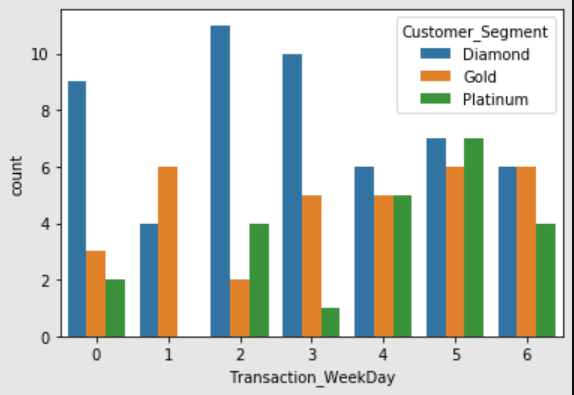 Customer_Segment
Diamond
Gold
Platinum
10
8
6
4
2
0
count
0 1 2 3 4 5 6
Transaction_WeekDay